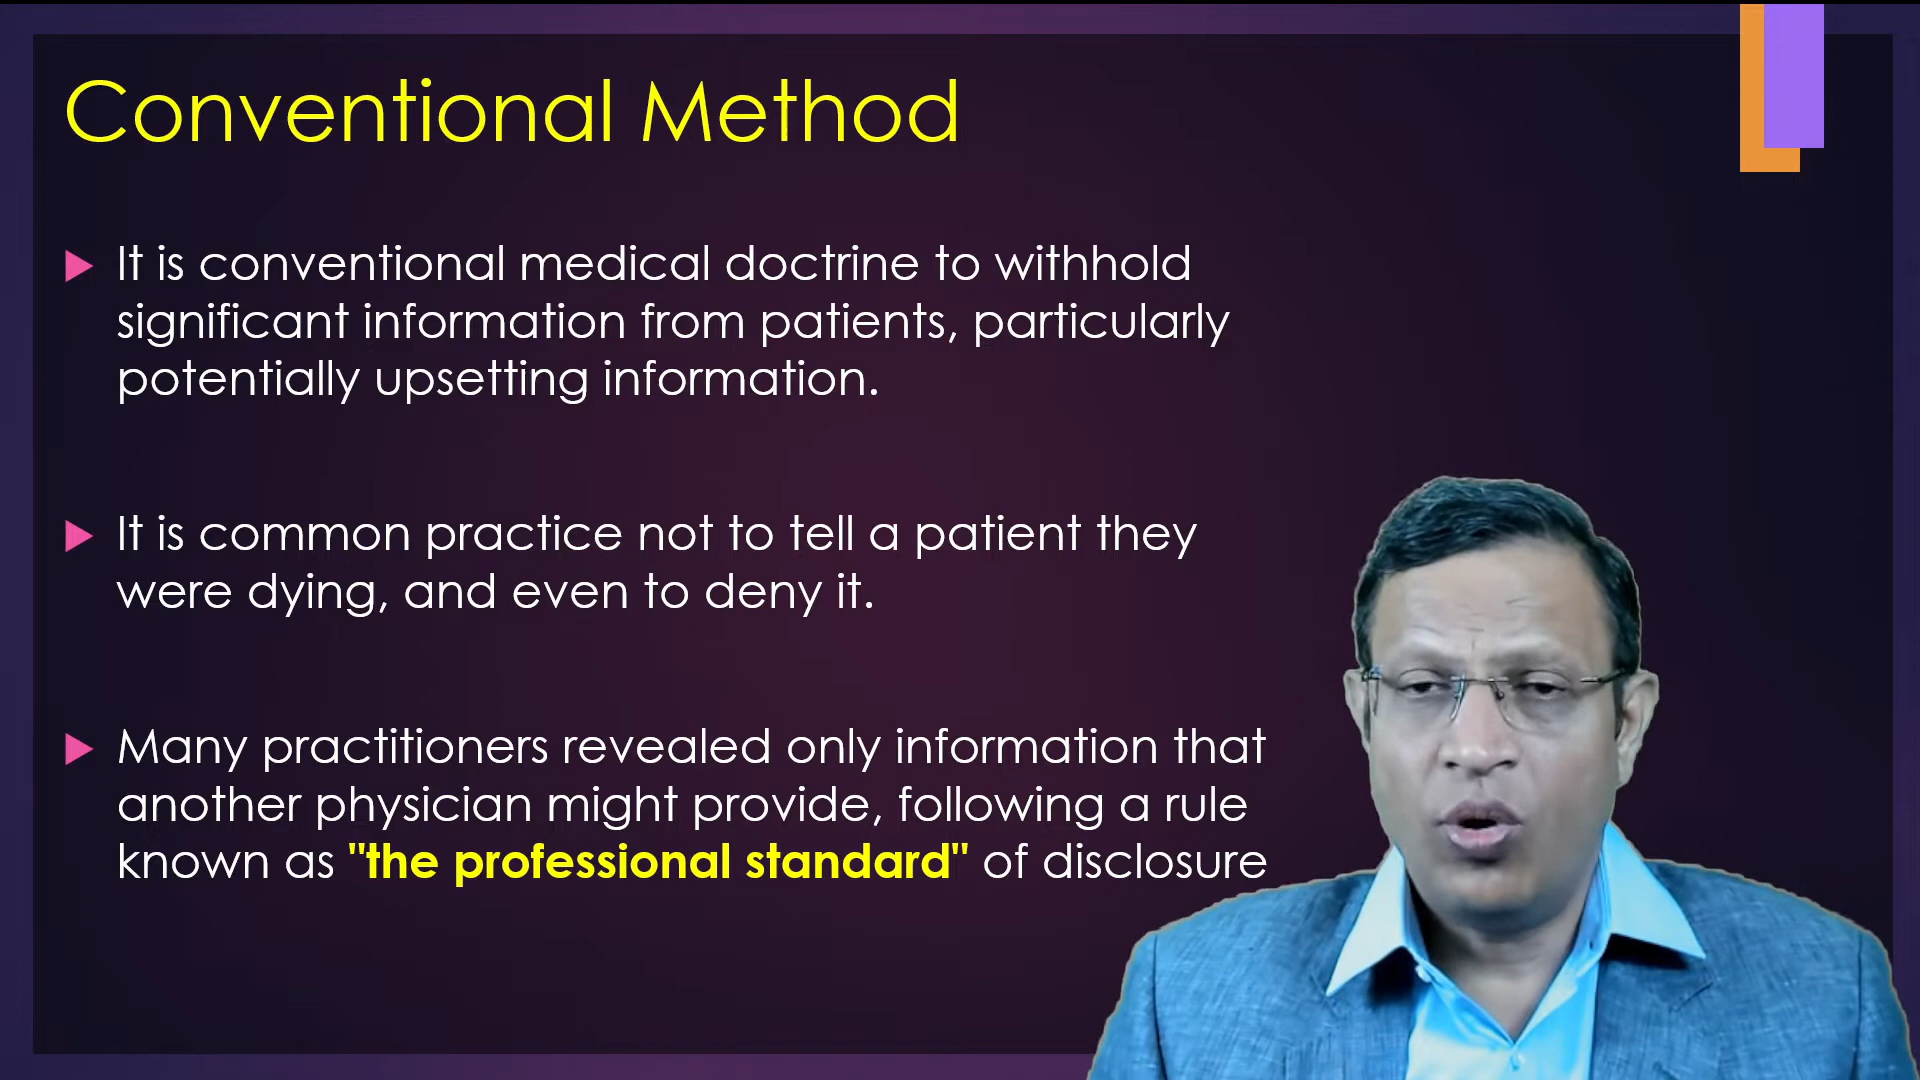 Conventional Method
It is conventional medical doctrine to withhold
significant information from patients, particularly
potentially upsetting information.
It is common practice not to tell a patient they
were dying, and even to deny it.
Many practitioners revealed only information that
another physician might provide, following a rule
known as "the professional standard" of disclosure